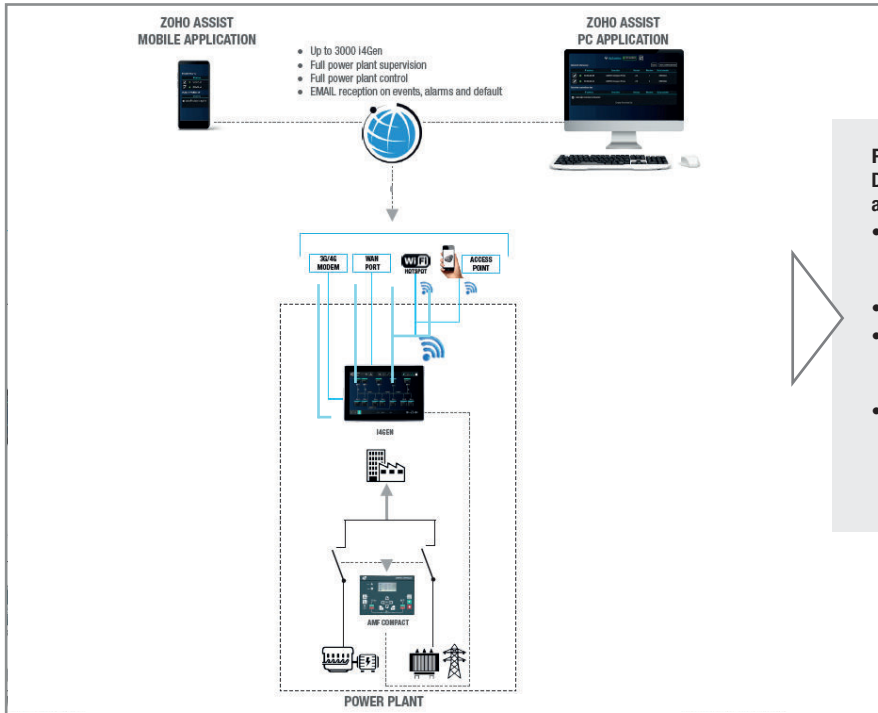 ZOHO ASSIST
MOBILE APPLICATION
ZOHO ASSIST
PC APPLICATION
• Up to 3000 i4Gen
• Full power plant supervision
• Full power plant control
• EMAIL reception on events, alarms and default
3G/4G
MODEM
WAN
PORT
WiFi
HOTSPOT
ACCESS
POINT
I4GEN
AMF COMPACT
POWER PLANT